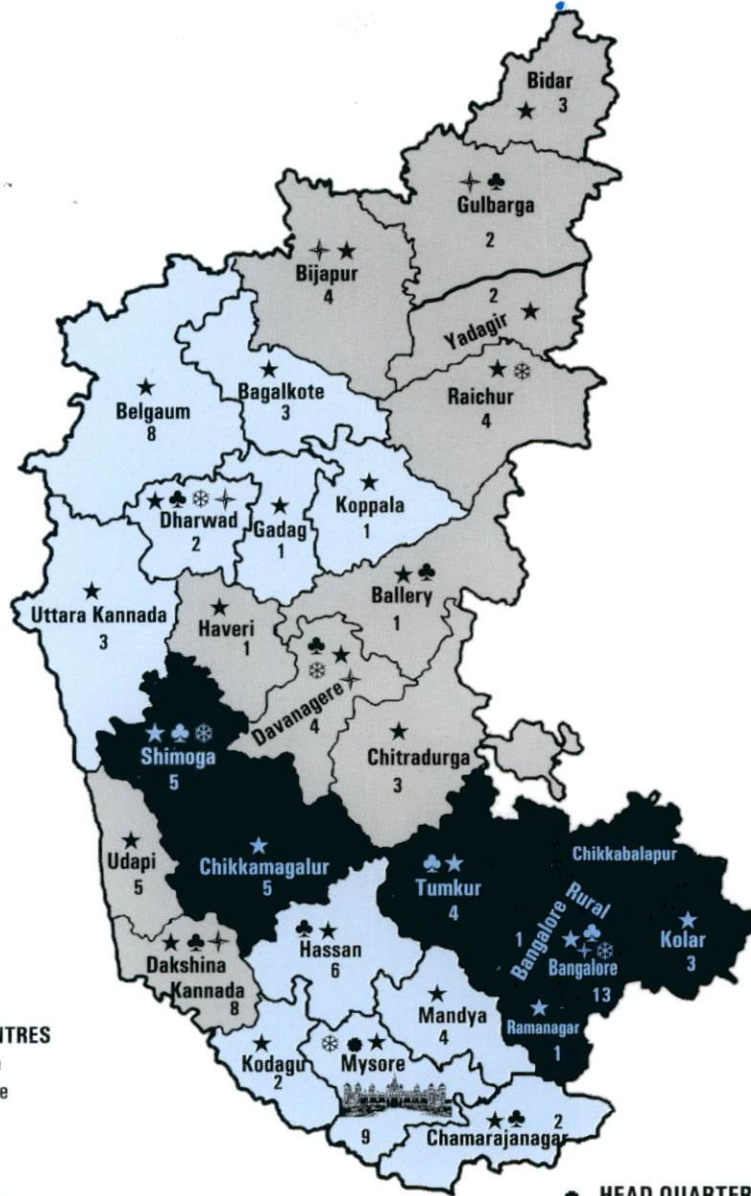 Bidar
3
Gulbarga
2
Bijapur
4
2
Yadagir
Raichur
4
Bagalkote
3
Belgaum
8
Dharwad
2
Gadag
1
Koppala
1
Ballery
1
Uttara Kannada
3
Haveri
1
Davanagere
4
Chitradurga
3
Shimoga
5
Udapi
5
Chikkamagalur
5
Tumkur
4
Chikkabalapur
1
Bangalore Rural
Bangalore
13
Kolar
3
Ramanagar
1
Hassan
6
Dakshina
Kannada
8
Mandya
4
Kodagu
2
Mysore
9
Chamarajanagar
2
NTRES
HEAD QUARTER